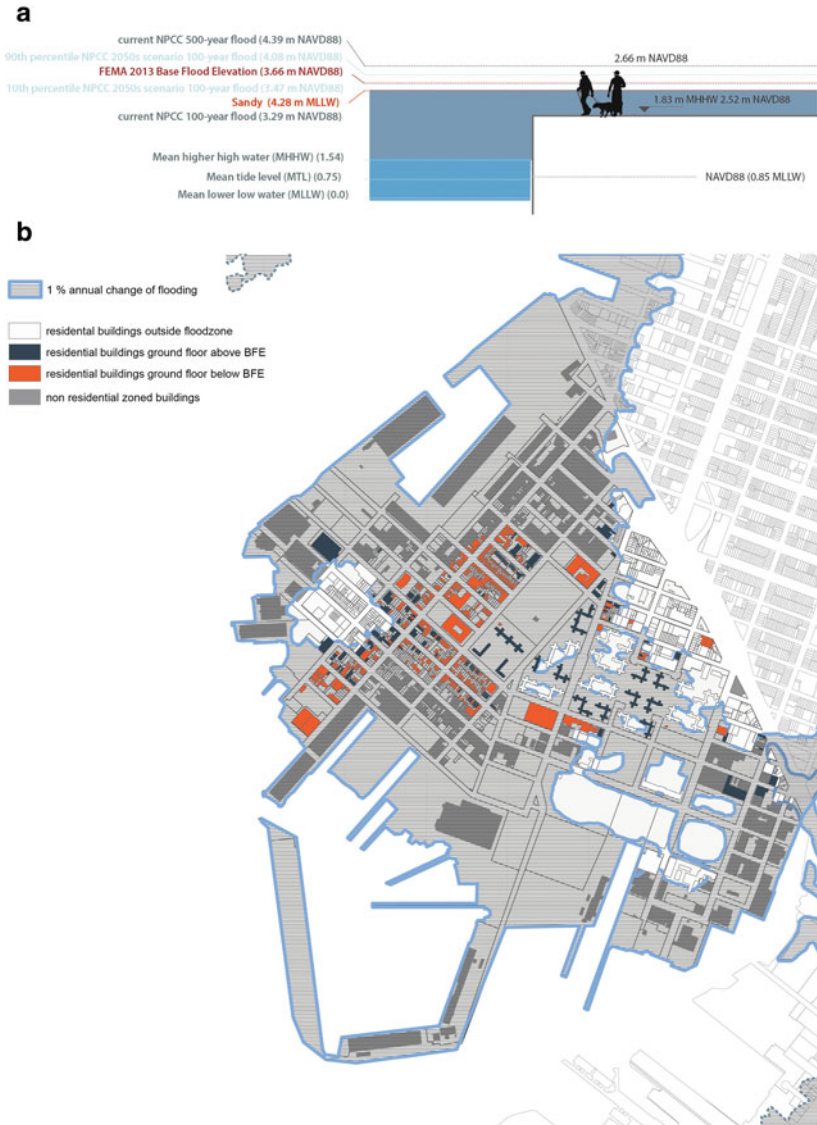 a
current NPCC 500-year flood (4.39 m NAVD88)
90th percentile NPCC 2050s scenario 100-year flood (4.08 m NAVD88)
2.66 m NAVD88
FEMA 2013 Base Flood Elevation (3.66 m NAVD88)
10th percentile NPCC 2050s scenario 100-year flood (3.47 m NAVD88)
Sandy (4.28 m MLLW)
1.83 m MHHW 2.52 m NAVD88
current NPCC 100-year flood (3.29 m NAVD88)
Mean higher high water (MHHW) (1.54)
Mean tide level (MTL) (0.75)
NAVD88 (0.85 MLLW)
Mean lower low water (MLLW) (0.0)
b
1 % annual change of flooding
residental buildings outside floodzone
residential buildings ground floor above BFE
residential buildings ground floor below BFE
non residential zoned buildings